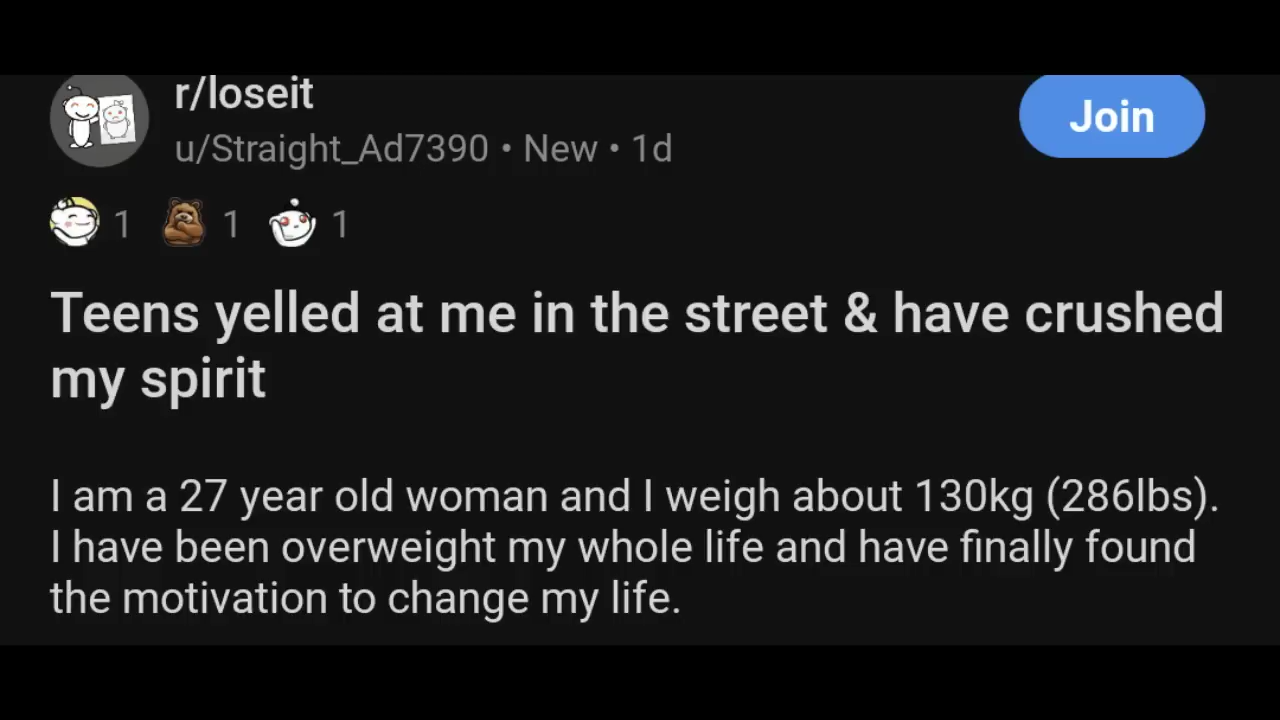 r/loseit
Join
u/Straight_Ad7390 • New • 1d
1 1 1
Teens yelled at me in the street & have crushed
my spirit
I am a 27 year old woman and I weigh about 130kg (286lbs).
I have been overweight my whole life and have finally found
the motivation to change my life.